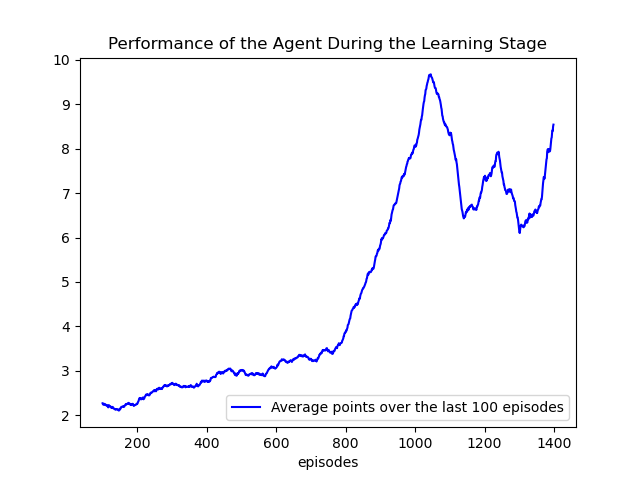 Performance of the Agent During the Learning Stage
10
9
8
7
6
5
4
3
2
Average points over the last 100 episodes
200 400 600 800 1000 1200 1400
episodes